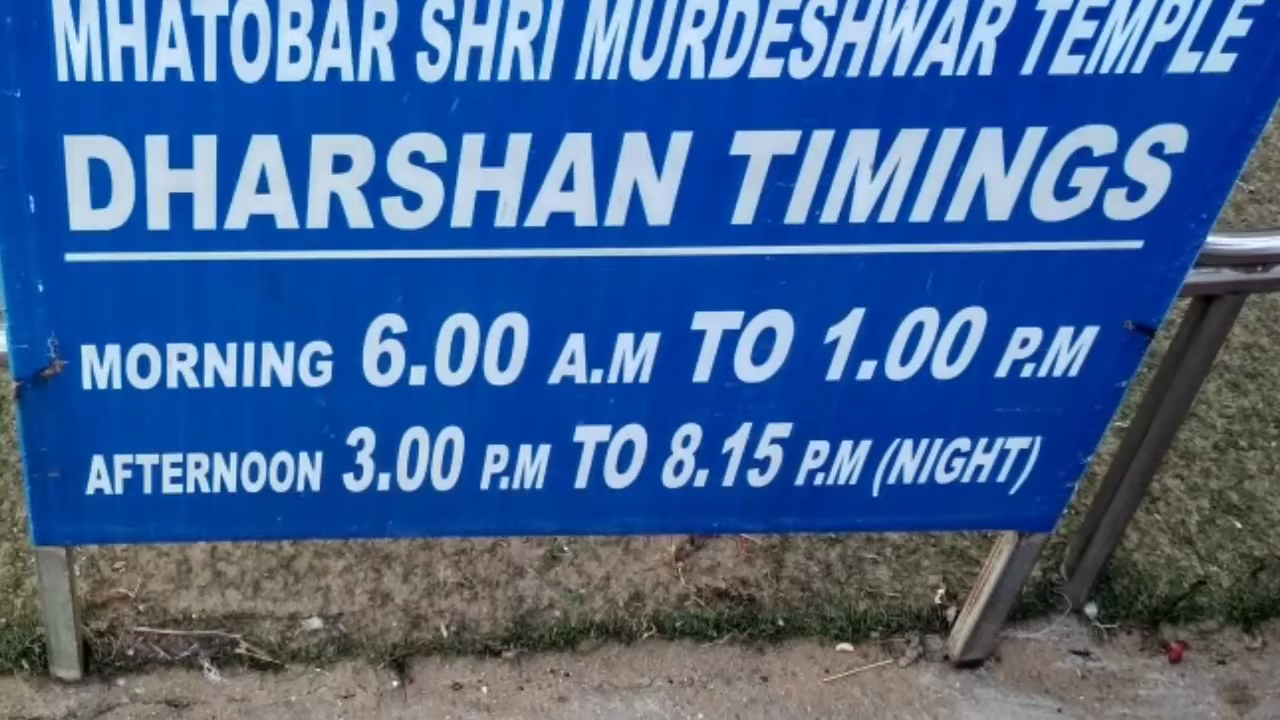 MHATOBAR SHRI MURDESHWAR TEMPLE
DHARSHAN TIMINGS
MORNING 6.00 A.M TO 1.00 P.M
AFTERNOON 3.00 P.M TO 8.15 P.M (NIGHT)